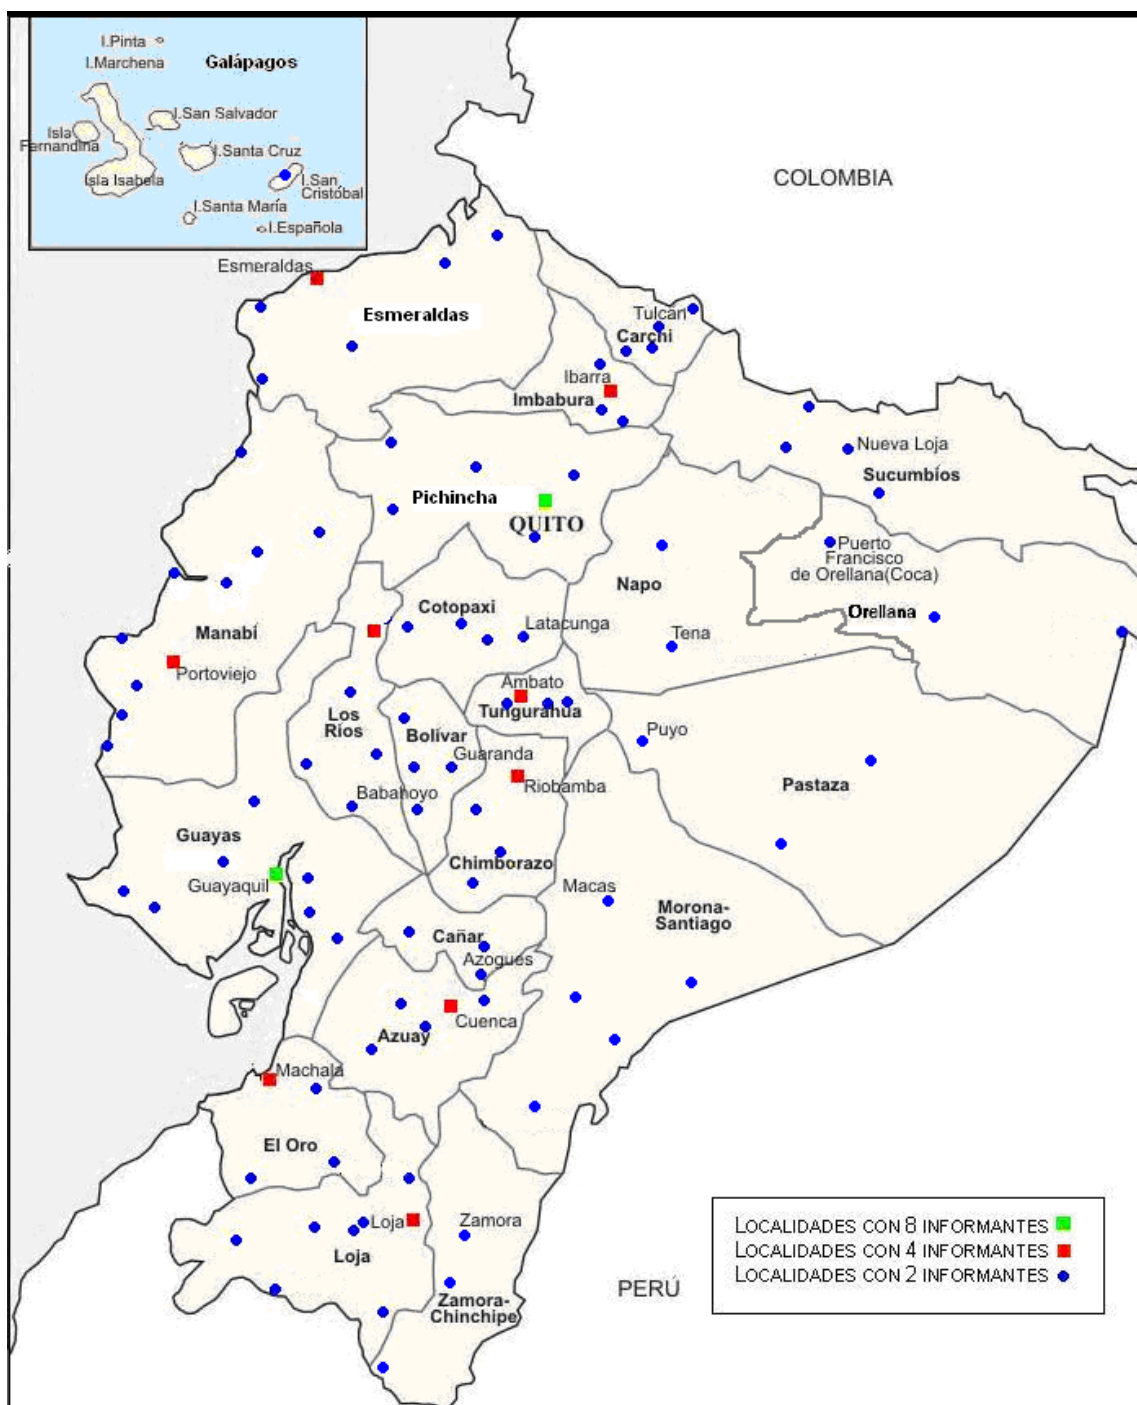 I.Pinta
I.Marchena
Galápagos
I.San Salvador
Isla
Fernandina
I.Santa Cruz
Isla Isabela
I.San
Cristóbal
I.Santa María
I.Española
COLOMBIA
Esmeraldas
Esmeraldas
Tulcán
Carchi
Ibarra
Imbabura
Nueva Loja
Sucumbíos
Pichincha
QUITO
Puerto
Francisco
de Orellana(Coca)
Napo
Orellana
Cotopaxi
Latacunga
Manabí
Tena
Portoviejo
Ambato
Tungurahua
Los
Ríos
Bolívar
Puyo
Guaranda
Riobamba
Pastaza
Babahoyo
Guayas
Chimborazo
Guayaquil
Macas
Morona-
Santiago
Cañar
Azogues
Cuenca
Azuay
Machala
El Oro
Loja
Zamora
Loja
PERÚ
Zamora-
Chinchipe
LOCALIDADES CON 8 INFORMANTES
LOCALIDADES CON 4 INFORMANTES
LOCALIDADES CON 2 INFORMANTES